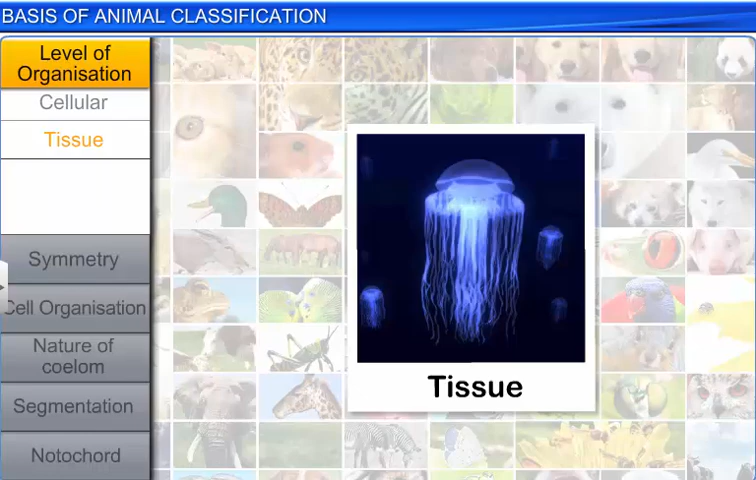 BASIS OF ANIMAL CLASSIFICATION
Level of
Organisation
Cellular
Tissue
Symmetry
Cell Organisation
Nature of
coelom
Segmentation
Notochord
Tissue